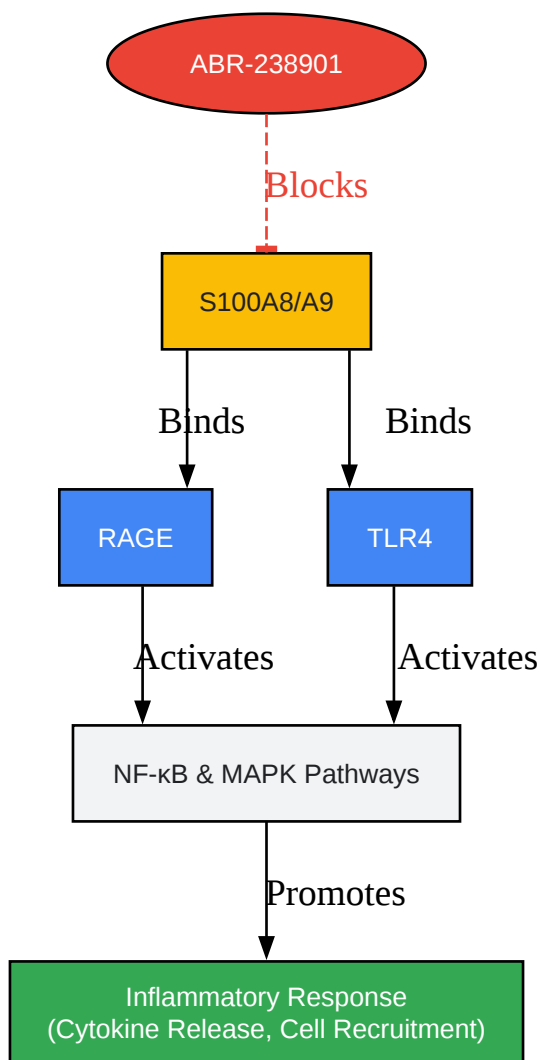 ABR-238901
Blocks
S100A8/A9
Binds
Binds
RAGE
TLR4
Activates
Activates
NF-κB & MAPK Pathways
Promotes
Inflammatory Response
(Cytokine Release, Cell Recruitment)